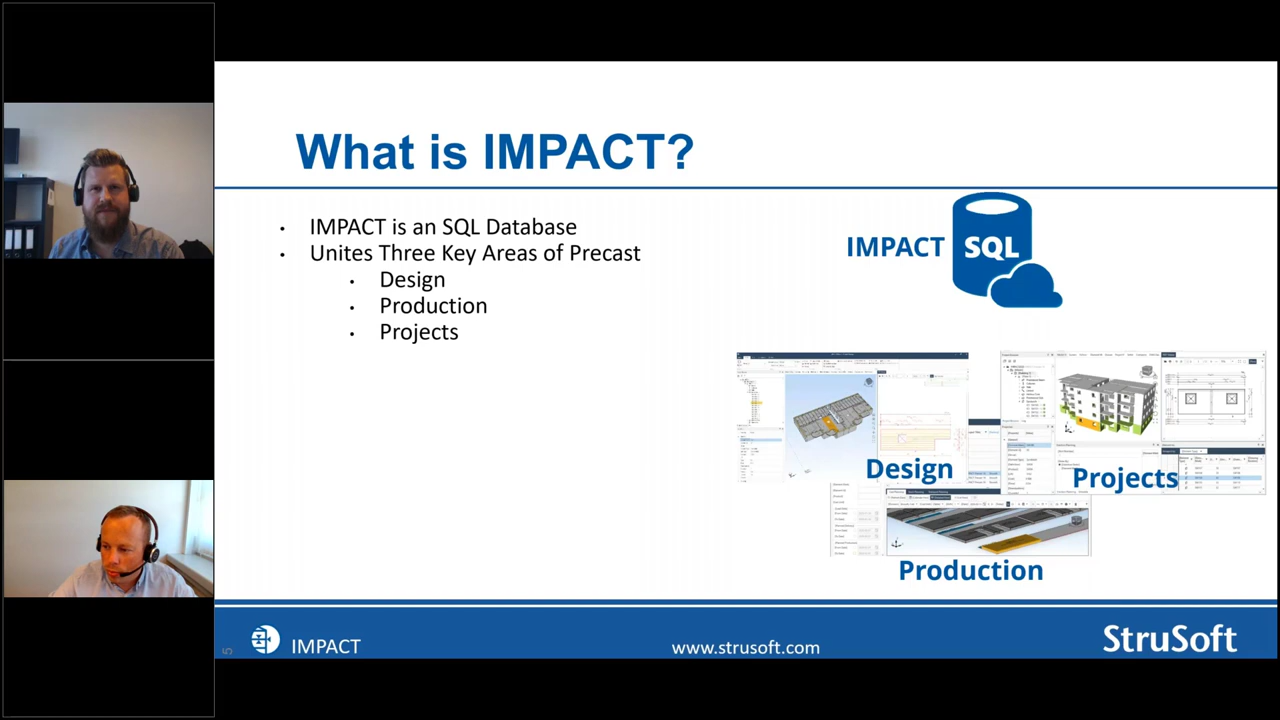 What is IMPACT?
• IMPACT is an SQL Database
• Unites Three Key Areas of Precast
• Design
• Production
• Projects
IMPACT SQL
Design
Projects
Production
5
IMPACT
www.strusoft.com
StruSoft